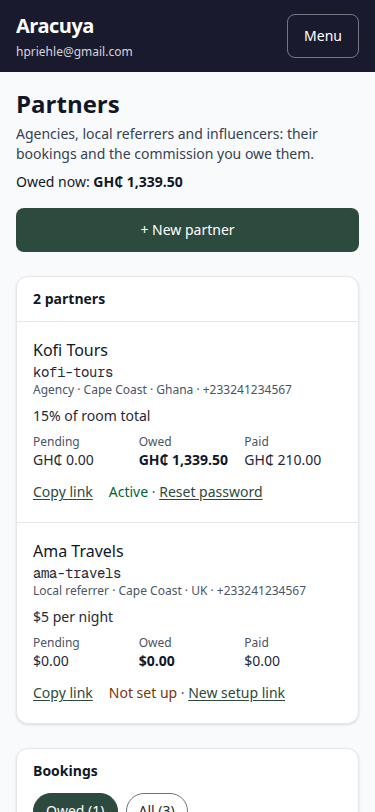 Aracuya
hpriehle@gmail.com
Menu
Partners
Agencies, local referrers and influencers: their
bookings and the commission you owe them.
Owed now: GH₵ 1,339.50
+ New partner
2 partners
Kofi Tours
kofi-tours
Agency · Cape Coast · Ghana · +233241234567
15% of room total
Pending Owed Paid
GH₵ 0.00 GH₵ 1,339.50 GH₵ 210.00
Copy link Active · Reset password
Ama Travels
ama-travels
Local referrer · Cape Coast · UK · +233241234567
$5 per night
Pending Owed Paid
$0.00 $0.00 $0.00
Copy link Not set up · New setup link
Bookings
Owed (1) All (3)